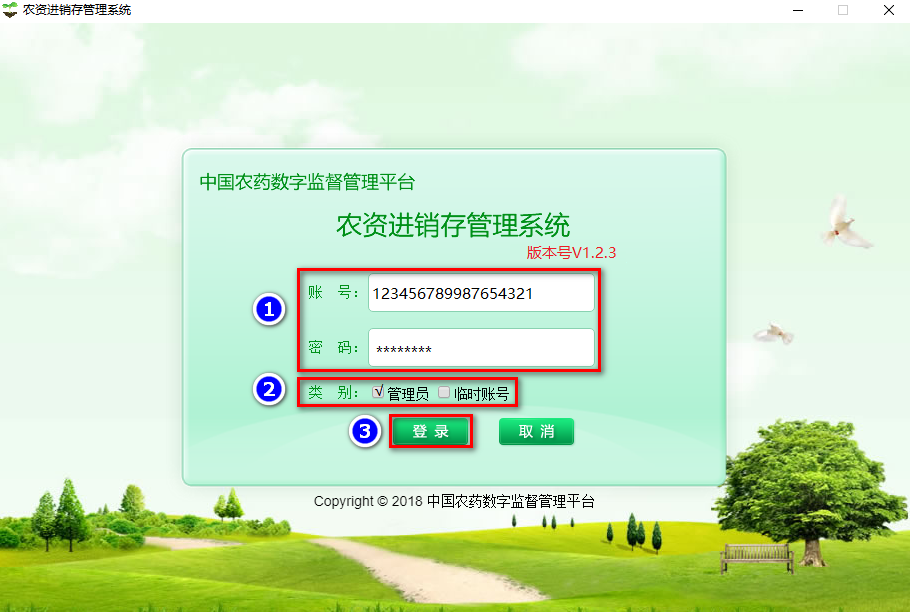 农资进销存管理系统
中国农药数字监督管理平台
农资进销存管理系统
版本号V1.2.3
1
账 号： 123456789987654321
密 码： ********
2
类 别： 管理员 临时账号
3
登 录 取 消
Copyright © 2018 中国农药数字监督管理平台